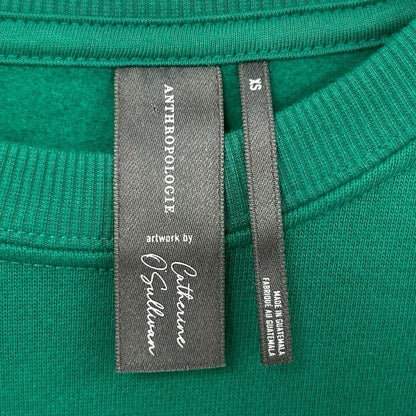 ANTHROPOLOGIE
artwork by
Catherine
O'Sullivan
XS
MADE IN GUATEMALA
FABRIQUÉ AU GUATEMALA